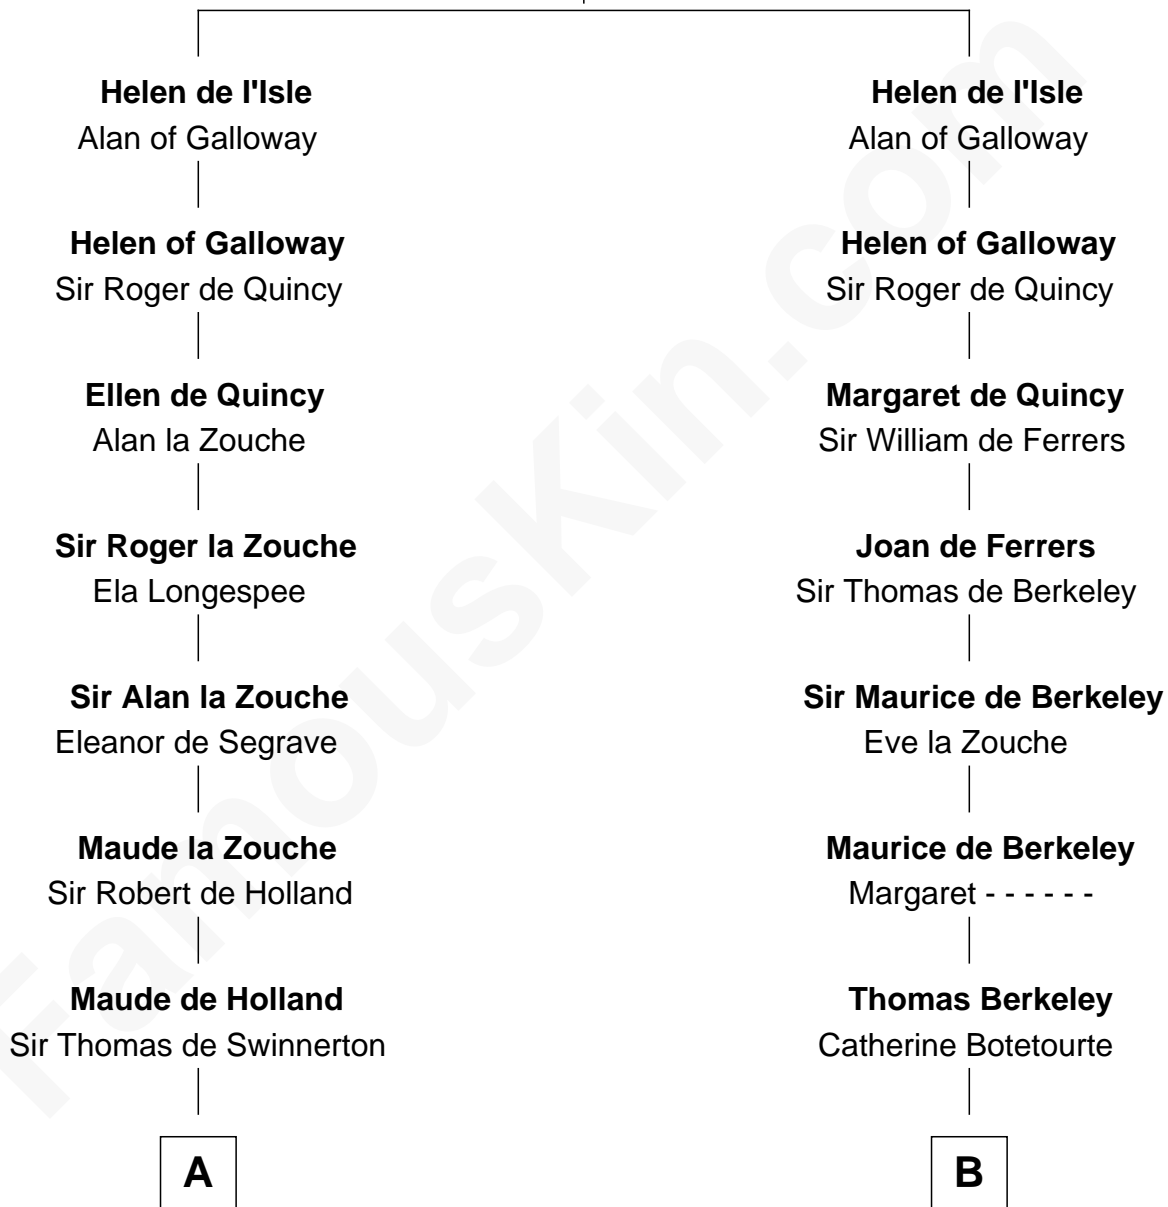 Helen de l'Isle
Alan of Galloway
Helen of Galloway
Sir Roger de Quincy
Ellen de Quincy
Alan la Zouche
Sir Roger la Zouche
Ela Longespee
Sir Alan la Zouche
Eleanor de Segrave
Maude la Zouche
Sir Robert de Holland
Maude de Holland
Sir Thomas de Swinnerton
A
Helen de l'Isle
Alan of Galloway
Helen of Galloway
Sir Roger de Quincy
Margaret de Quincy
Sir William de Ferrers
Joan de Ferrers
Sir Thomas de Berkeley
Sir Maurice de Berkeley
Eve la Zouche
Maurice de Berkeley
Margaret - - - - - -
Thomas Berkeley
Catherine Botetourte
B
FamousKin.com